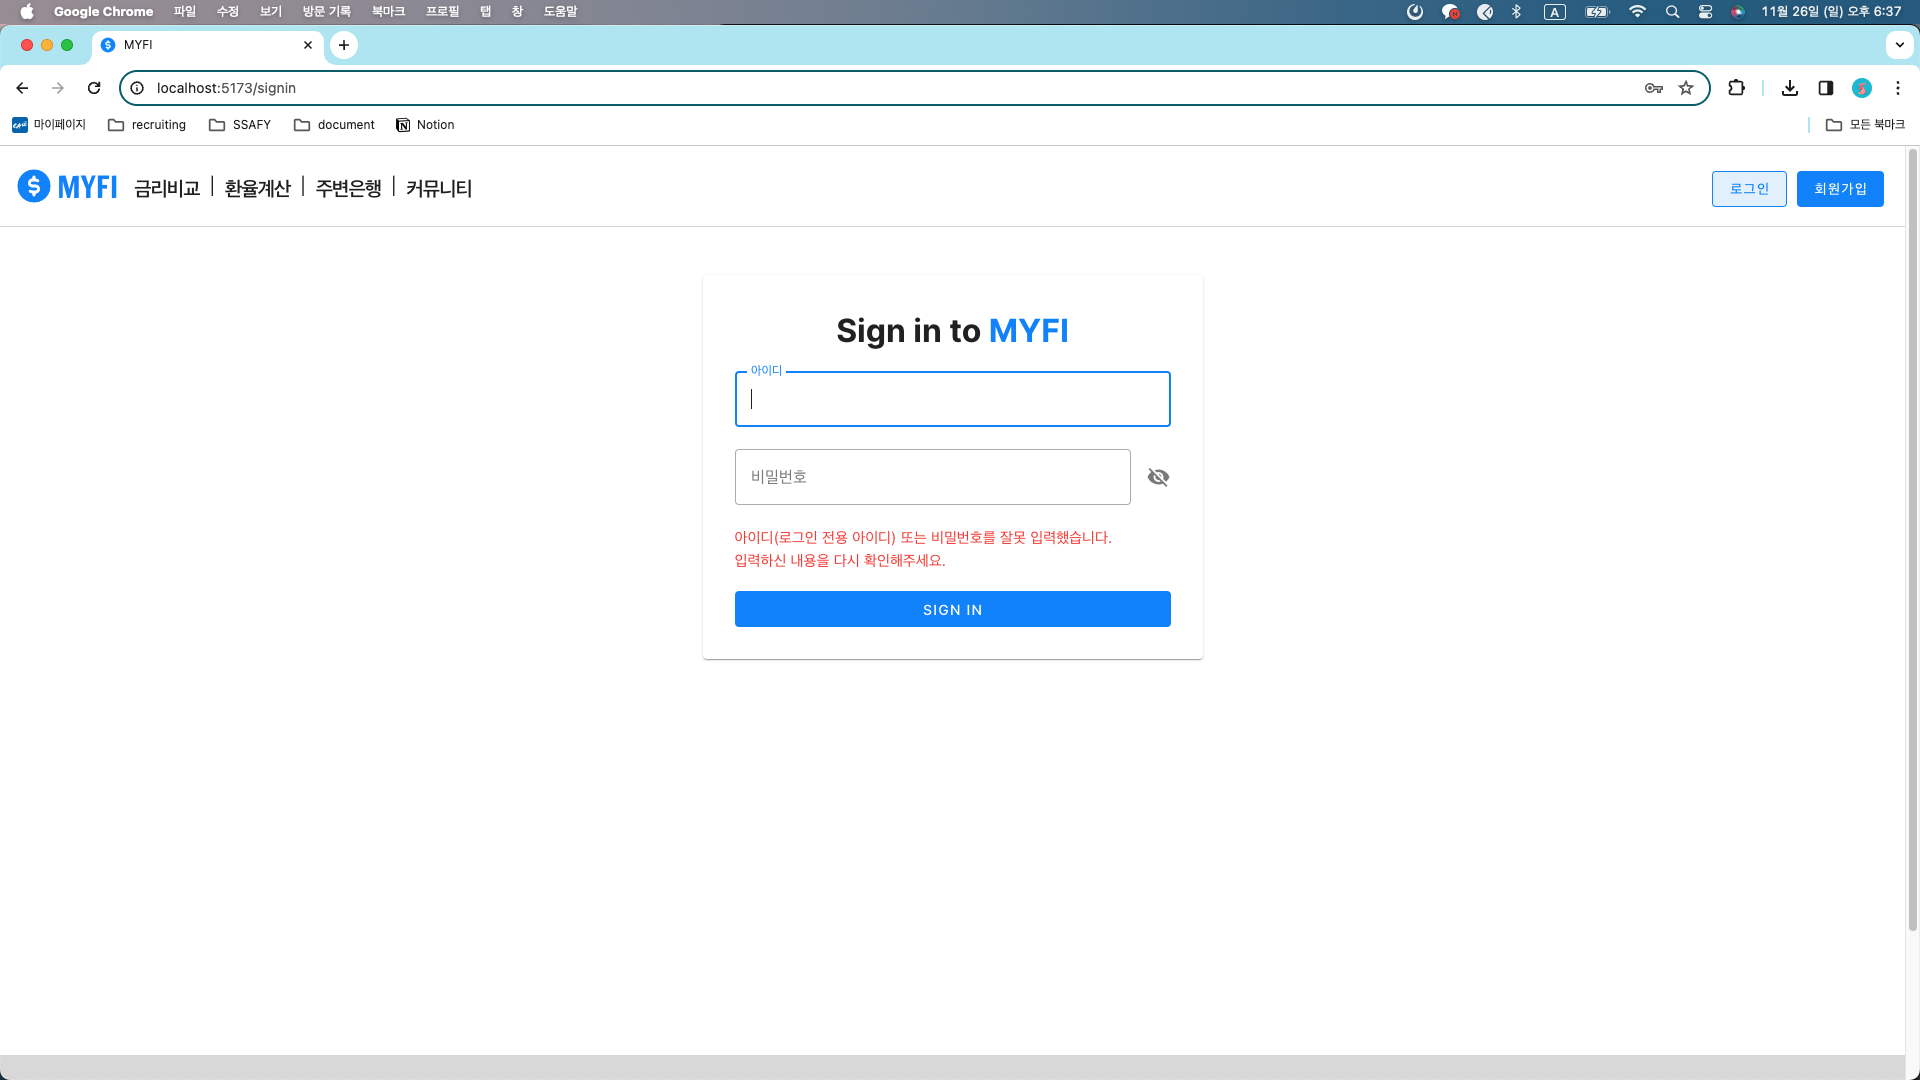 Google Chrome 파일 수정 보기 방문 기록 북마크 프로필 탭 창 도움말 A 11월 26일 (일) 오후 6:37
MYFI
localhost:5173/signin
마이페이지 recruiting SSAFY document Notion 모든 북마크
MYFI 금리비교 환율계산 주변은행 커뮤니티 로그인 회원가입
Sign in to MYFI
아이디
비밀번호
아이디(로그인 전용 아이디) 또는 비밀번호를 잘못 입력했습니다.
입력하신 내용을 다시 확인해주세요.
SIGN IN